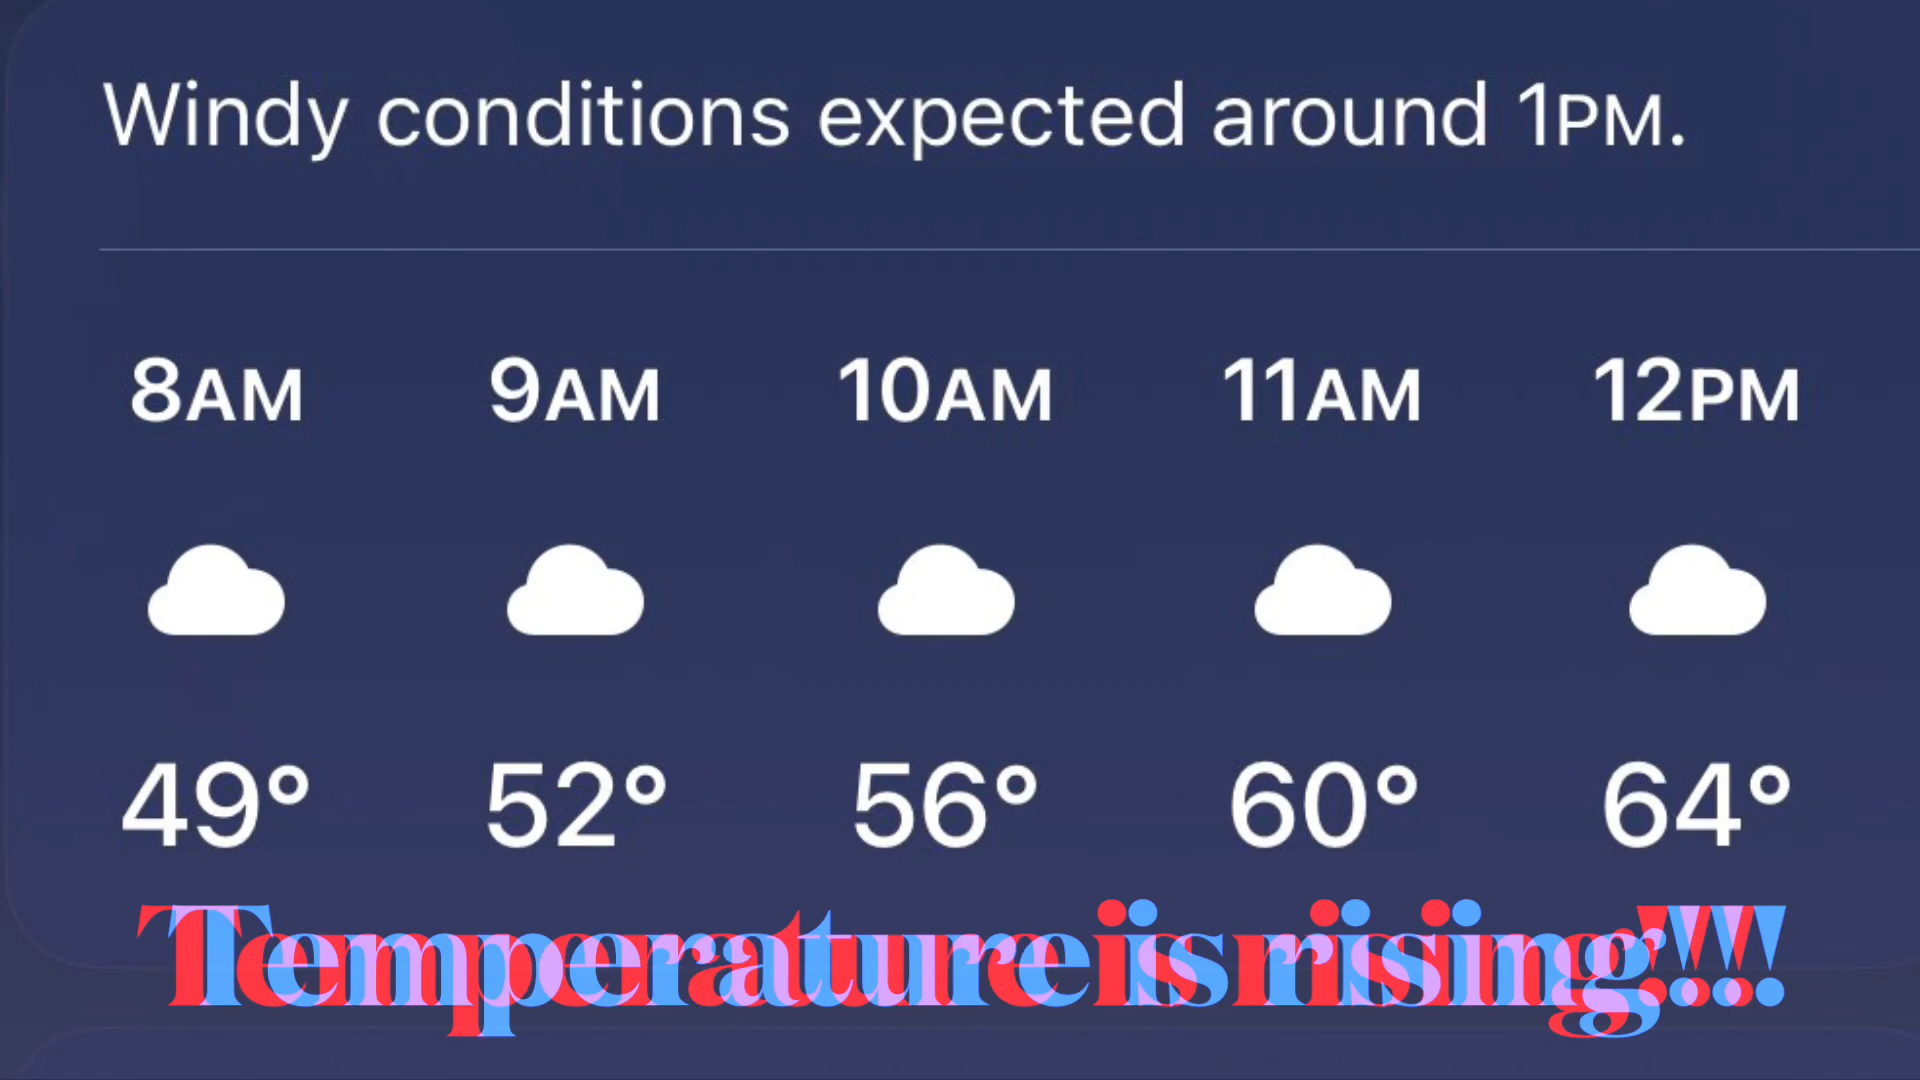 Windy conditions expected around 1PM.
8AM 9AM 10AM 11AM 12PM
49° 52° 56° 60° 64°
Temperature is rising!!!